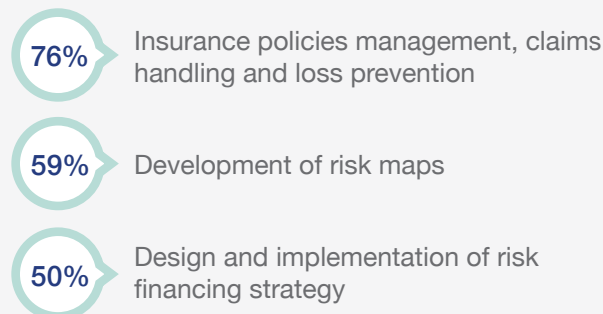 76%
Insurance policies management, claims
handling and loss prevention
59%
Development of risk maps
50%
Design and implementation of risk
financing strategy